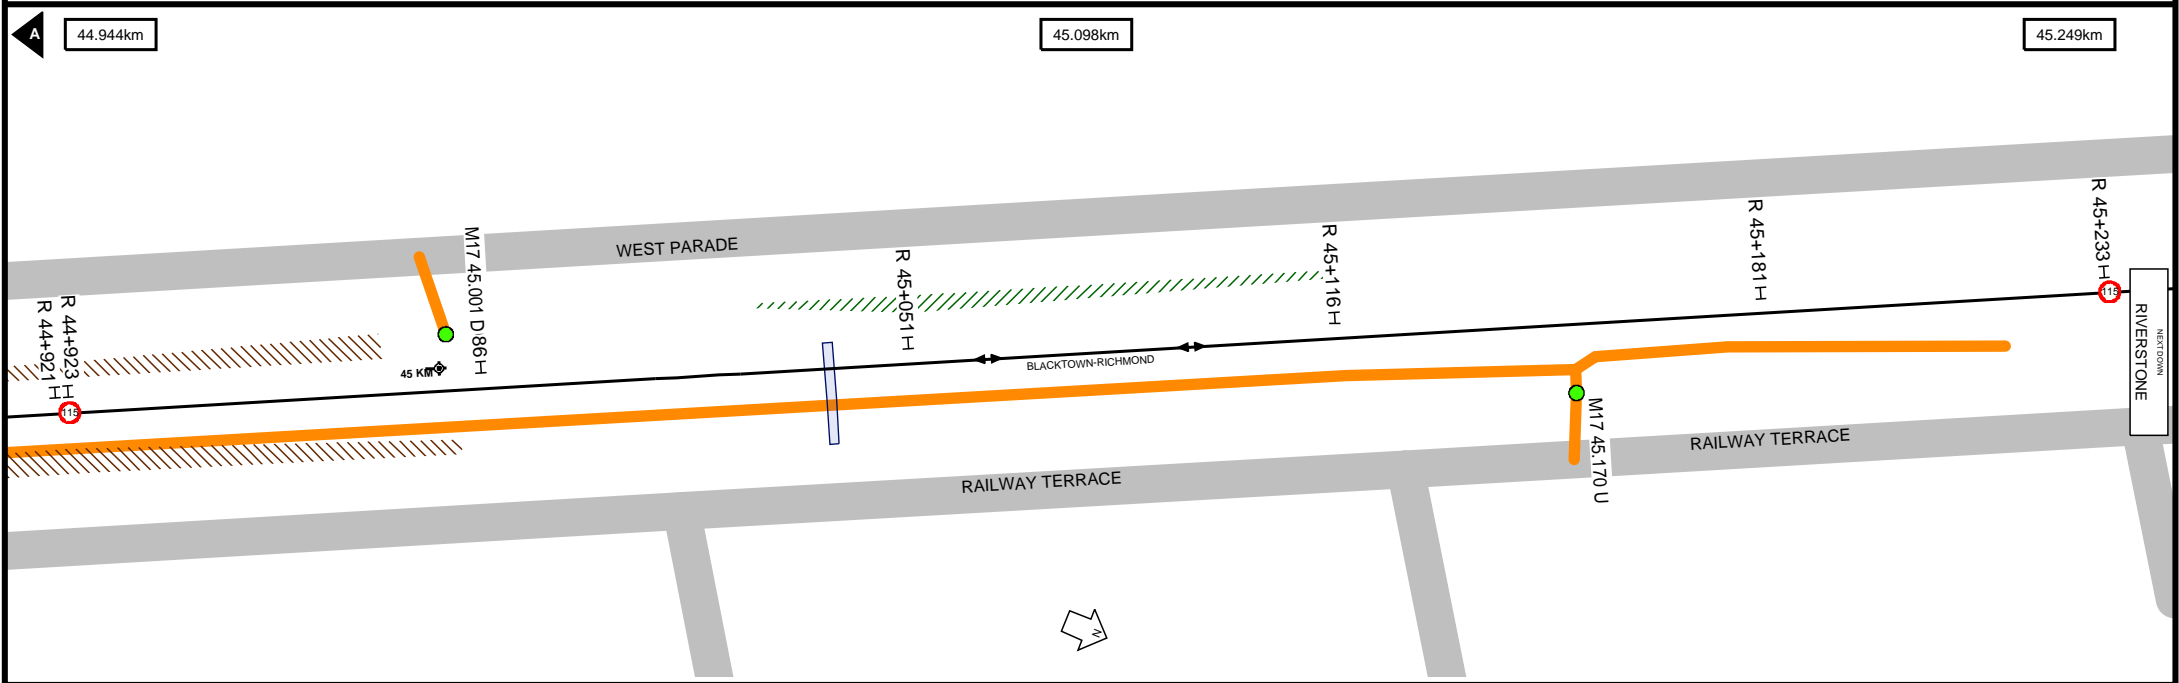 A
44.944km
45.098km
45.249km
WEST PARADE
M17 45.001 D
R 45+051 H
R 45+116 H
R 45+181 H
R 45+233 H
R 44+921 H
R 44+923 H
45 KM
115
115
BLACKTOWN-RICHMOND
NEXT DOWN
RIVERSTONE
M17 45.170 U
RAILWAY TERRACE
RAILWAY TERRACE
N